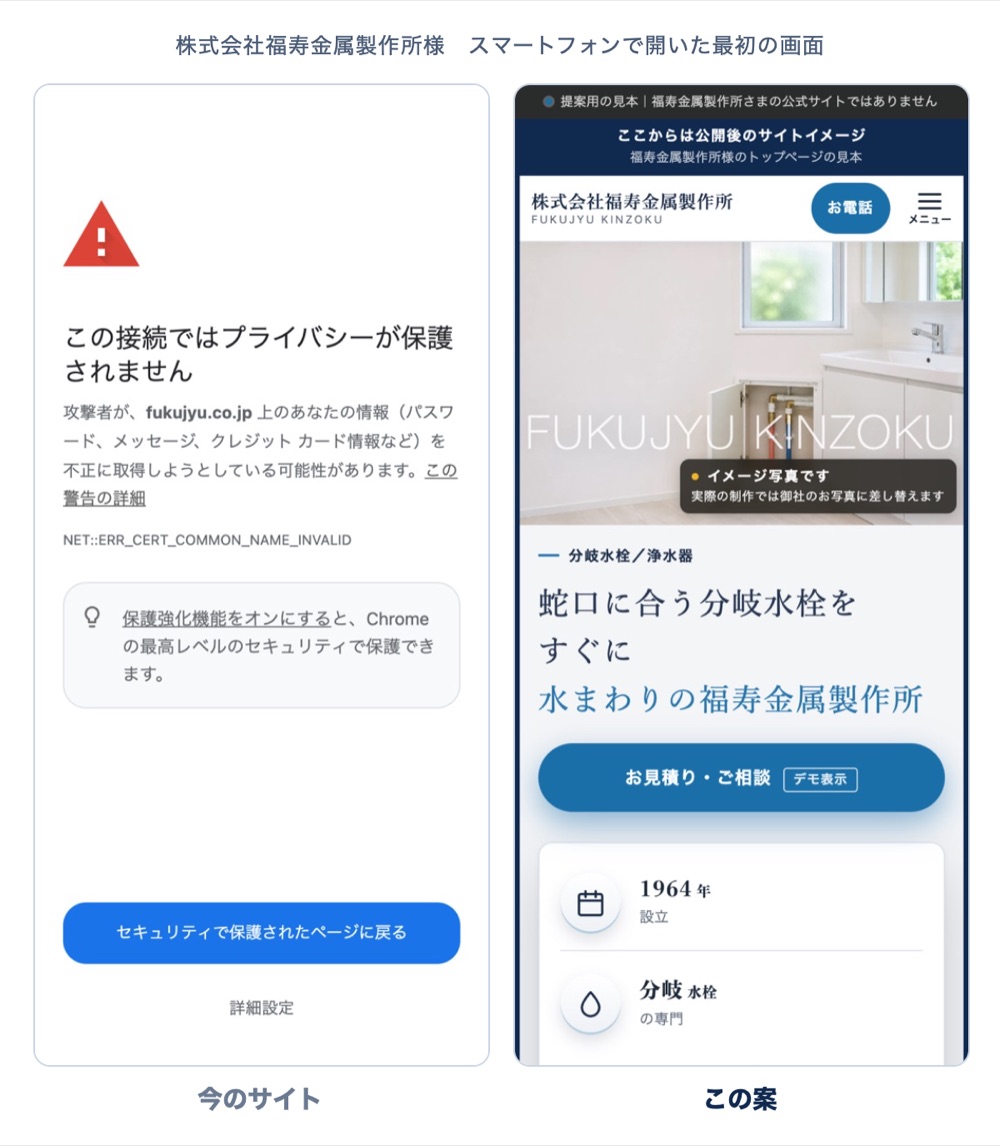 株式会社福寿金属製作所様　スマートフォンで開いた最初の画面
この接続ではプライバシーが保護
されません
攻撃者が、fukujyu.co.jp 上のあなたの情報（パスワ
ード、メッセージ、クレジット カード情報など）を
不正に取得しようとしている可能性があります。この
警告の詳細
NET::ERR_CERT_COMMON_NAME_INVALID
保護強化機能をオンにすると、Chrome
の最高レベルのセキュリティで保護でき
ます。
セキュリティで保護されたページに戻る
詳細設定
今のサイト
提案用の見本｜福寿金属製作所さまの公式サイトではありません
ここからは公開後のサイトイメージ
福寿金属製作所様のトップページの見本
株式会社福寿金属製作所
FUKUJYU KINZOKU
お電話
メニュー
FUKUJYU KINZOKU
イメージ写真です
実際の制作では御社のお写真に差し替えます
分岐水栓／浄水器
蛇口に合う分岐水栓を
すぐに
水まわりの福寿金属製作所
お見積り・ご相談 デモ表示
1964 年
設立
分岐 水栓
の専門
この案